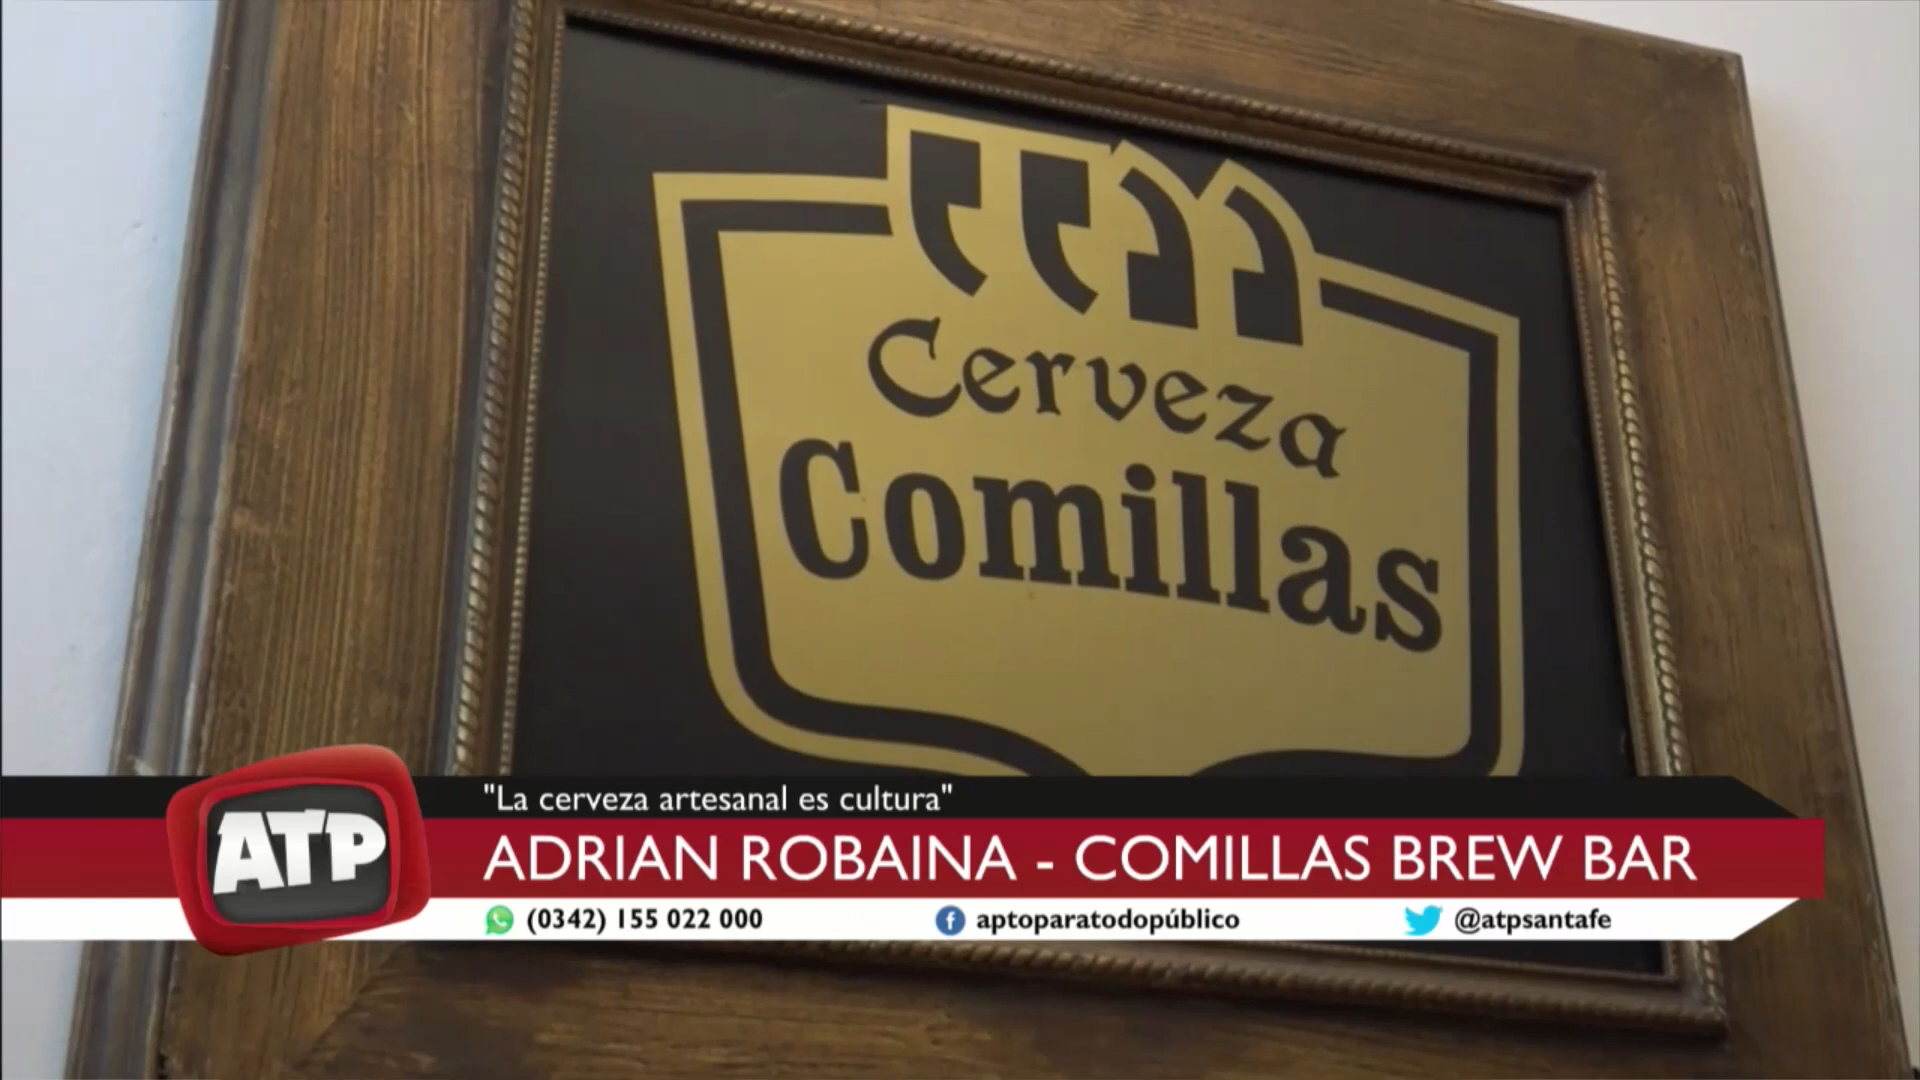 Cerveza
Comillas
"La cerveza artesanal es cultura"
ATP
ADRIAN ROBAINA - COMILLAS BREW BAR
(0342) 155 022 000
aptoparatodopúblico
@atpsantafe